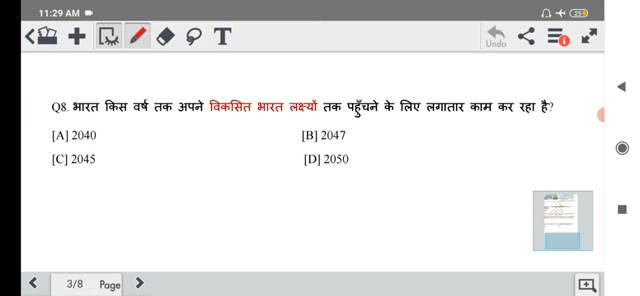 11:29 AM
25
T
Undo
Q8. भारत किस वर्ष तक अपने विकसित भारत लक्ष्यों तक पहुँचने के लिए लगातार काम कर रहा है?
[A] 2040 [B] 2047
[C] 2045 [D] 2050
3/8 Page